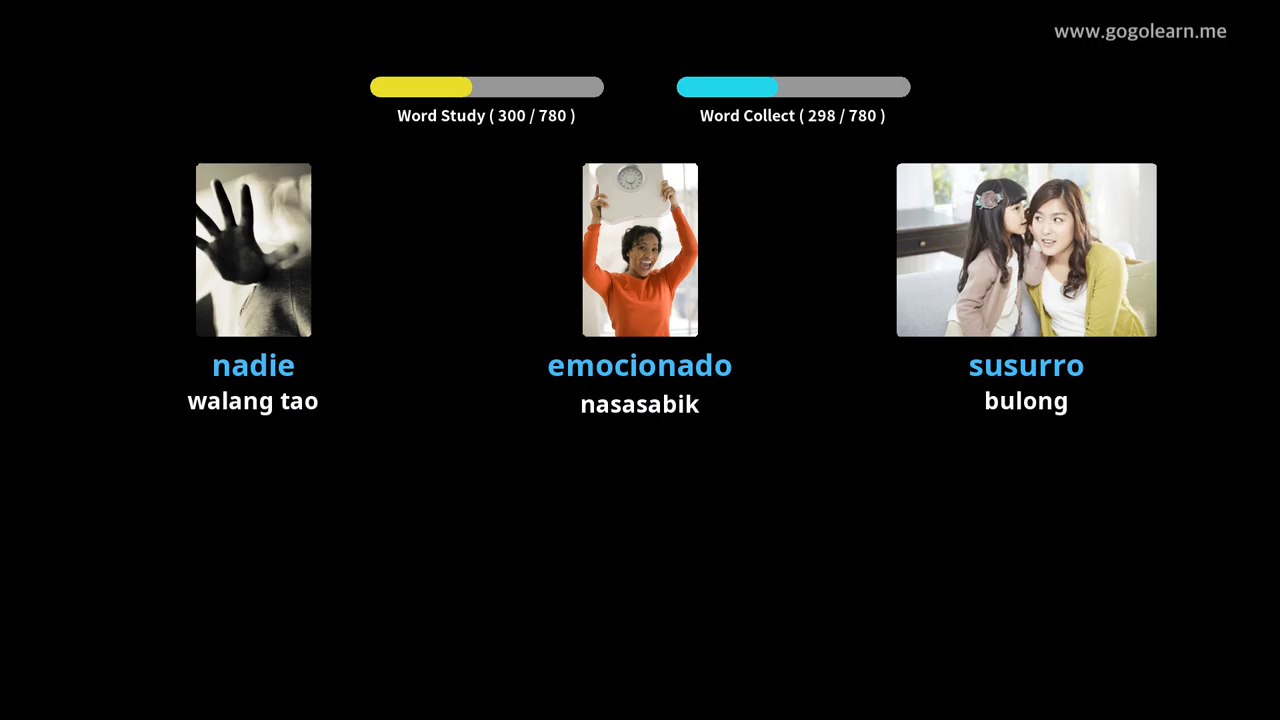 www.gogolearn.me
Word Study ( 300 / 780 )
Word Collect ( 298 / 780 )
nadie
walang tao
emocionado
nasasabik
susurro
bulong